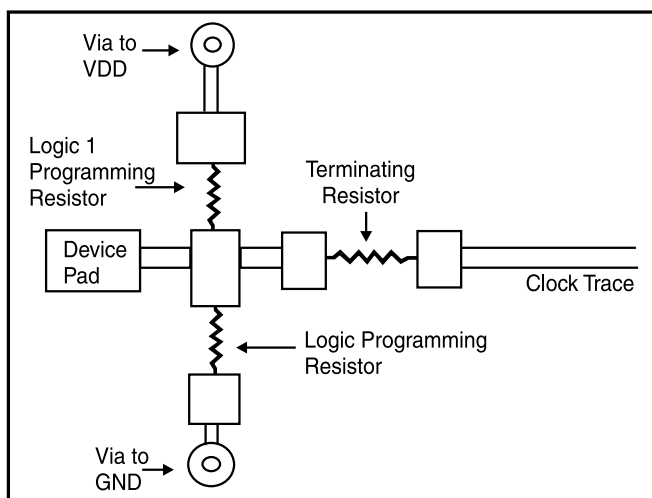 Via to
VDD
Logic 1
Programming
Resistor
Terminating
Resistor
Device
Pad
Clock Trace
Logic Programming
Resistor
Via to
GND